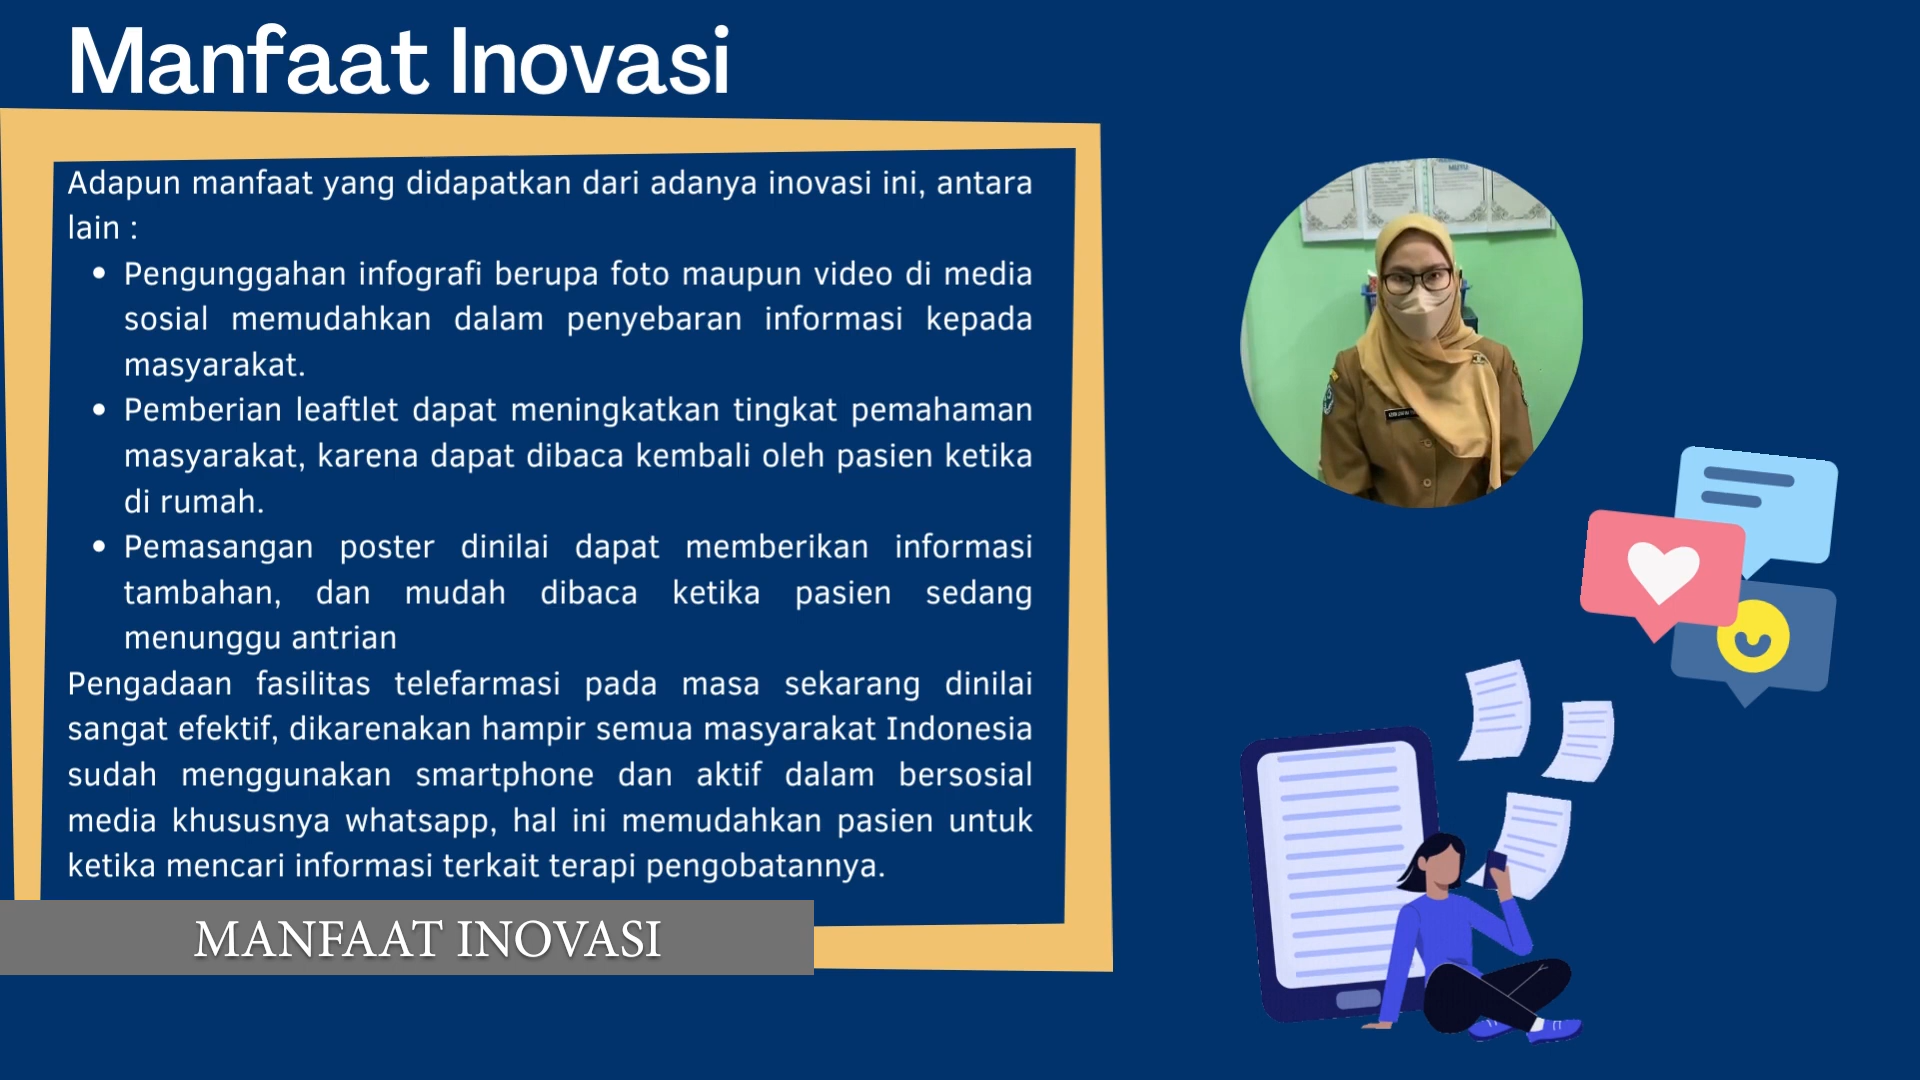 Manfaat Inovasi
Adapun manfaat yang didapatkan dari adanya inovasi ini, antara
lain :
• Pengunggahan infografi berupa foto maupun video di media
sosial memudahkan dalam penyebaran informasi kepada
masyarakat.
• Pemberian leaftlet dapat meningkatkan tingkat pemahaman
masyarakat, karena dapat dibaca kembali oleh pasien ketika
di rumah.
• Pemasangan poster dinilai dapat memberikan informasi
tambahan, dan mudah dibaca ketika pasien sedang
menunggu antrian
Pengadaan fasilitas telefarmasi pada masa sekarang dinilai
sangat efektif, dikarenakan hampir semua masyarakat Indonesia
sudah menggunakan smartphone dan aktif dalam bersosial
media khususnya whatsapp, hal ini memudahkan pasien untuk
ketika mencari informasi terkait terapi pengobatannya.
MANFAAT INOVASI
MUTU